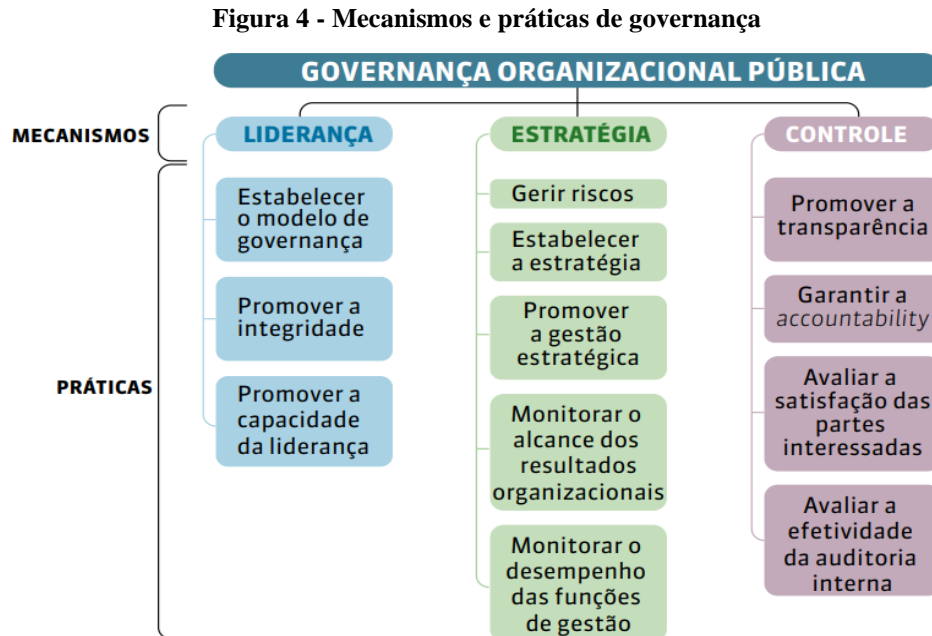 Figura 4 - Mecanismos e práticas de governança
GOVERNANÇA ORGANIZACIONAL PÚBLICA
MECANISMOS
LIDERANÇA
ESTRATÉGIA
CONTROLE
PRÁTICAS
Estabelecer
o modelo de
governança
Promover a
integridade
Promover a
capacidade
da liderança
Gerir riscos
Estabelecer
a estratégia
Promover
a gestão
estratégica
Monitorar o
alcance dos
resultados
organizacionais
Monitorar o
desempenho
das funções
de gestão
Promover a
transparência
Garantir a
accountability
Avaliar a
satisfação das
partes
interessadas
Avaliar a
efetividade
da auditoria
interna